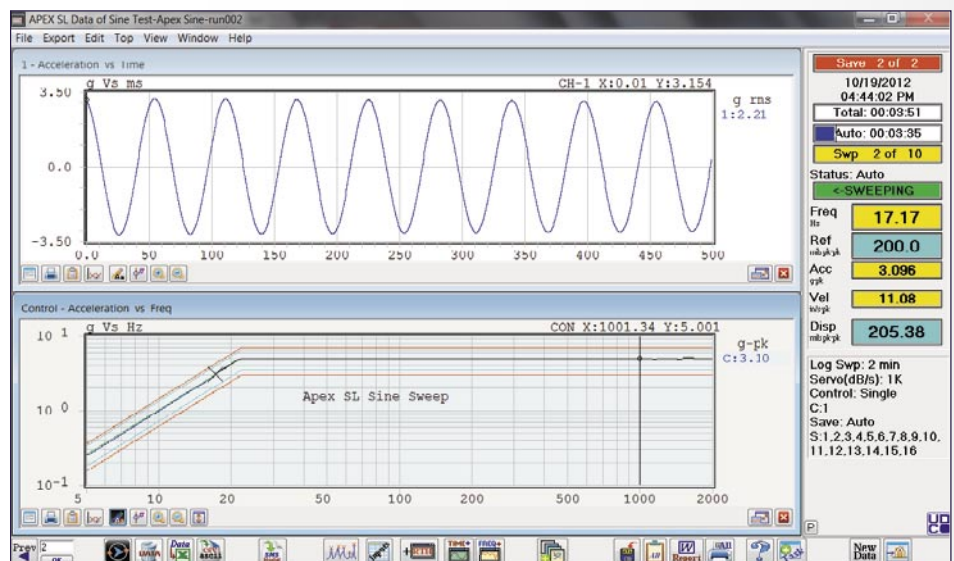 APEX SL Data of Sine Test-Apex Sine-run002
File Export Edit Top View Window Help
1 - Acceleration vs Time
g Vs ms
CH-1 X:0.01 Y:3.154
3.50
0.0
-3.50
g rms
1:2.21
0.0 50 100 150 200 250 300 350 400 450 500
Control - Acceleration vs Freq
g Vs Hz
CON X:1001.34 Y:5.001
10 1
10 0
10-1
g-pk
C:3.10
Apex SL Sine Sweep
5 10 20 50 100 200 500 1000 2000
Save 2 of 2
10/19/2012
04:44:02 PM
Total: 00:03:51
Auto: 00:03:35
Swp 2 of 10
Status: Auto
<-SWEEPING
Freq
Hz
17.17
Ref
200.0
Acc
3.096
Vel
11.08
Disp
205.38
Log Swp: 2 min
Servo(dB/s): 1K
Control: Single
C:1
Save: Auto
S:1,2,3,4,5,6,7,8,9,10,
11,12,13,14,15,16
P
Prev
2
Data
ASCII
TIME+
FREQ+
Report
New
Data